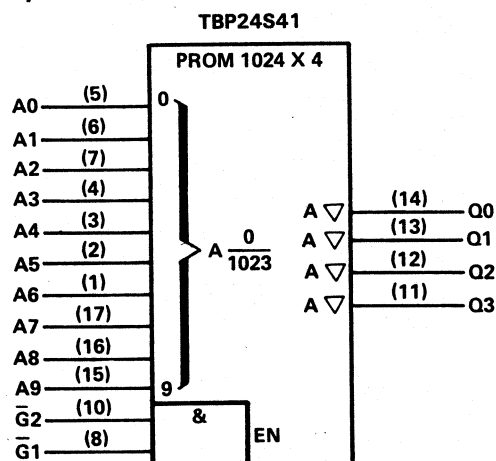 TBP24S41
PROM 1024 X 4
A0 (5) 0
A1 (6)
A2 (7)
A3 (4)
A4 (3)
A5 (2)
A6 (1)
A7 (17)
A8 (16)
A9 (15) 9
G̅2 (10)
G̅1 (8)
A 0/1023
&
EN
A ▽ (14) Q0
A ▽ (13) Q1
A ▽ (12) Q2
A ▽ (11) Q3